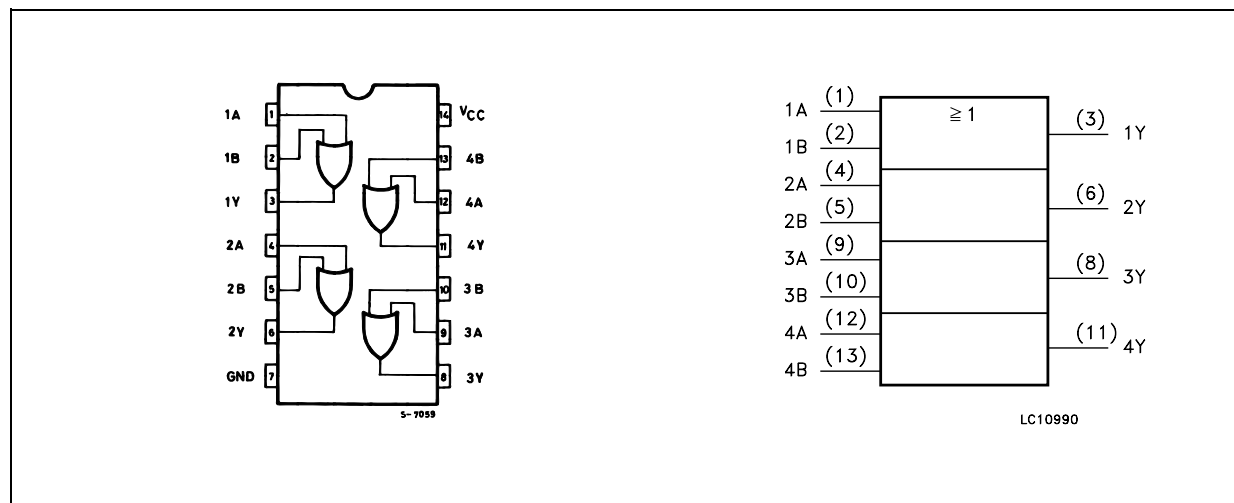 1A 1 14 VCC
1B 2 13 4B
1Y 3 12 4A
2A 4 11 4Y
2B 5 10 3B
2Y 6 9 3A
GND 7 8 3Y
S-7059
1A (1) ≧1
(3) 1Y
1B (2)
2A (4)
(6) 2Y
2B (5)
3A (9)
(8) 3Y
3B (10)
4A (12)
(11) 4Y
4B (13)
LC10990